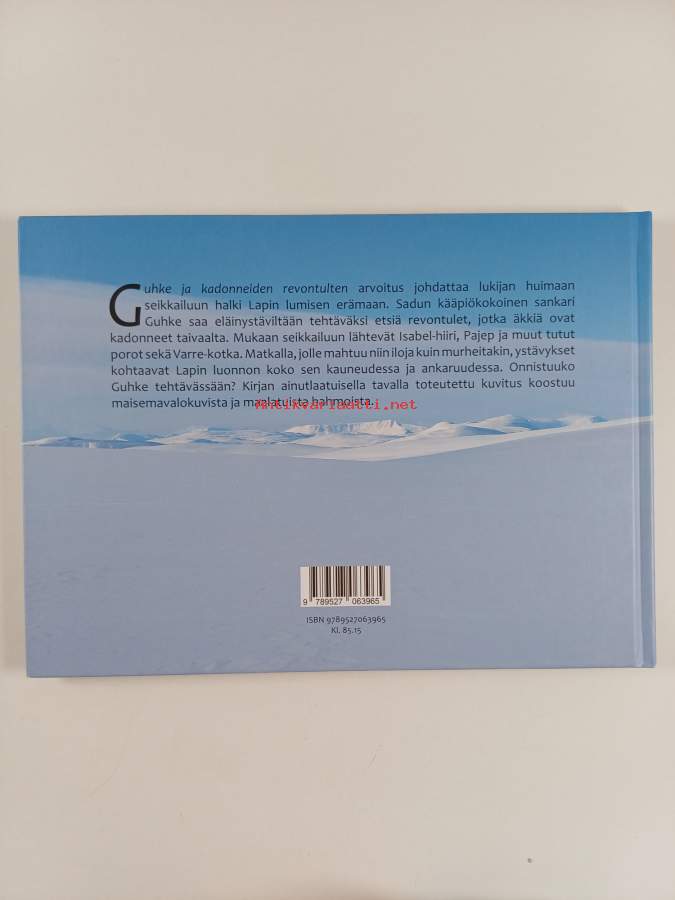 Guhke ja kadonneiden revontulten arvoitus johdattaa lukijan huimaan
seikkailuun halki Lapin lumisen erämaan. Sadun kääpiökokoinen sankari
Guhke saa eläinystäviltään tehtäväksi etsiä revontulet, jotka äkkiä ovat
kadonneet taivaalta. Mukaan seikkailuun lähtevät Isabel-hiiri, Pajep ja muut tutut
porot sekä Varre-kotka. Matkalla, jolle mahtuu niin iloja kuin murheitakin, ystävykset
kohtaavat Lapin luonnon koko sen kauneudessa ja ankaruudessa. Onnistuuko
Guhke tehtävässään? Kirjan ainutlaatuisella tavalla toteutettu kuvitus koostuu
maisemavalokuvista ja maalatuista hahmoista.
Antikvariaatti.net
9 789527 063965
ISBN 9789527063965
Kl. 85.15